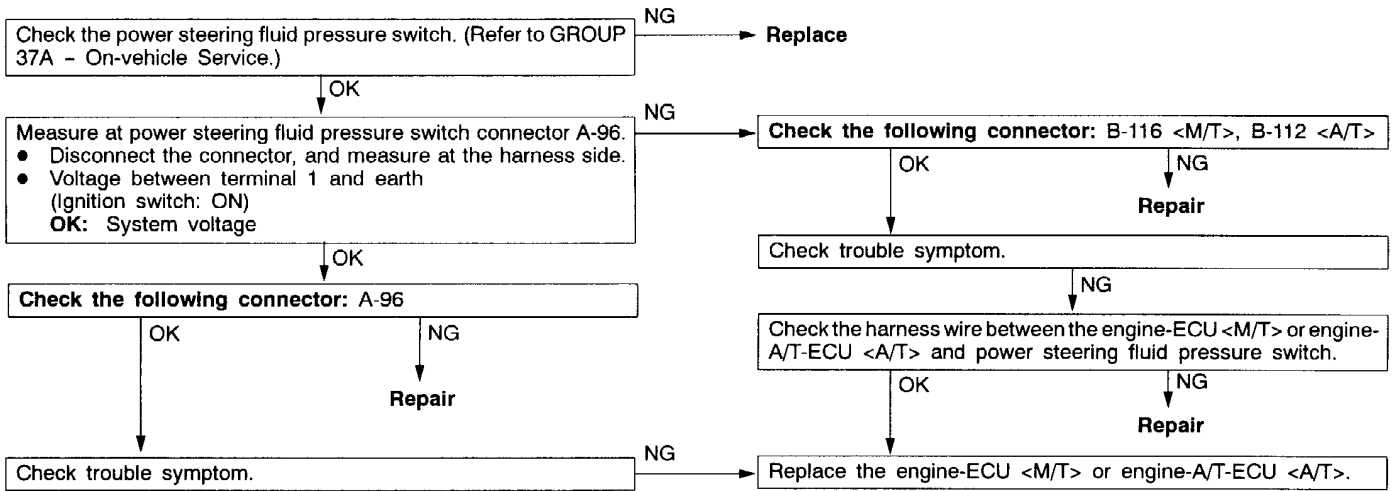 Check the power steering fluid pressure switch. (Refer to GROUP
37A – On-vehicle Service.)
NG
Replace
OK
Measure at power steering fluid pressure switch connector A-96.
● Disconnect the connector, and measure at the harness side.
● Voltage between terminal 1 and earth
(Ignition switch: ON)
OK: System voltage
NG
Check the following connector: B-116 <M/T>, B-112 <A/T>
OK
NG
Repair
Check trouble symptom.
NG
Check the harness wire between the engine-ECU <M/T> or engine-
A/T-ECU <A/T> and power steering fluid pressure switch.
OK
NG
Repair
OK
Check the following connector: A-96
OK
NG
Repair
Check trouble symptom.
NG
Replace the engine-ECU <M/T> or engine-A/T-ECU <A/T>.